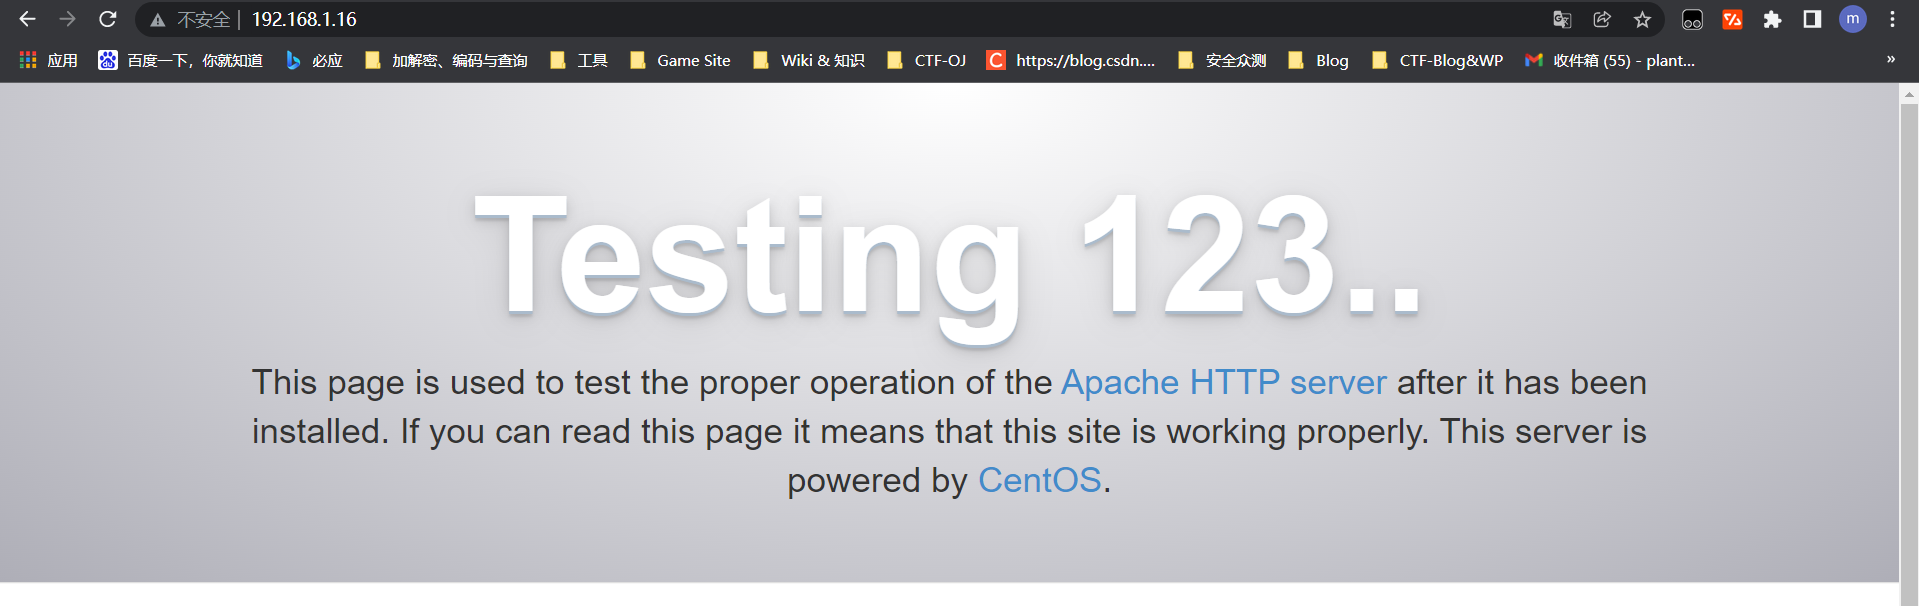 不安全 192.168.1.16 m
应用 百度一下，你就知道 必应 加解密、编码与查询 工具 Game Site Wiki & 知识 CTF-OJ C https://blog.csdn.... 安全众测 Blog CTF-Blog&WP 收件箱 (55) - plant... »
Testing 123..
This page is used to test the proper operation of the Apache HTTP server after it has been
installed. If you can read this page it means that this site is working properly. This server is
powered by CentOS.